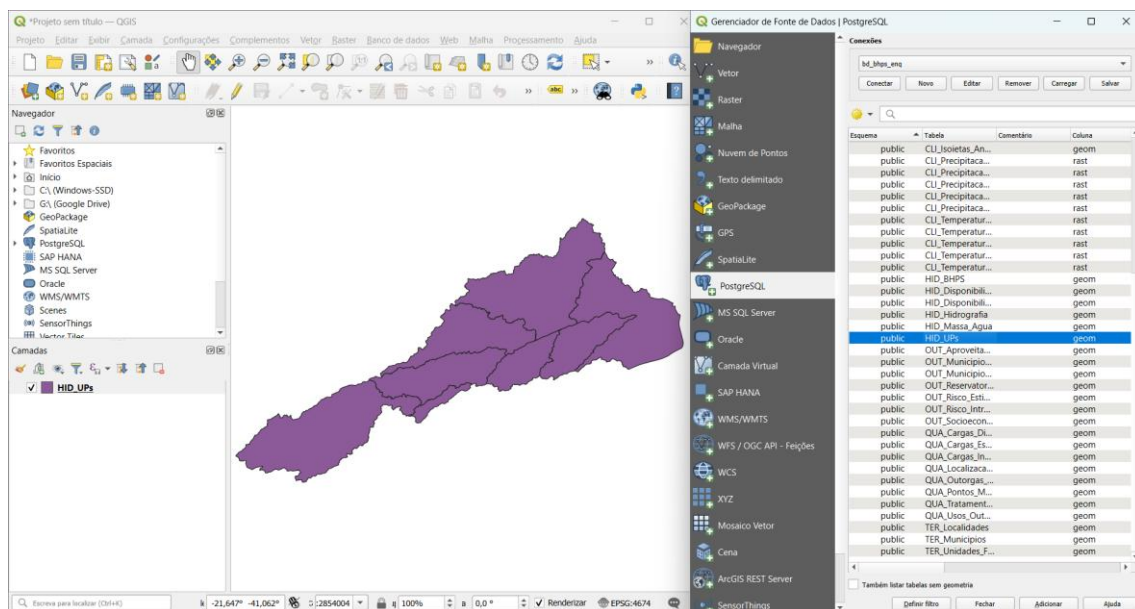 *Projeto sem título — QGIS
Projeto Editar Exibir Camada Configurações Complementos Vetor Raster Banco de dados Web Malha Processamento Ajuda
abc
Navegador
Favoritos
Favoritos Espaciais
Início
C:\ (Windows-SSD)
G:\ (Google Drive)
GeoPackage
SpatiaLite
PostgreSQL
SAP HANA
MS SQL Server
Oracle
WMS/WMTS
Scenes
SensorThings
Vector Tiles
Camadas
HID_UPs
Escreva para localizar (Ctrl+K)
-21,647° -41,062°
:2854004
100%
0,0 °
Renderizar
EPSG:4674
Gerenciador de Fonte de Dados | PostgreSQL
Navegador
Vetor
Raster
Malha
Nuvem de Pontos
Texto delimitado
GeoPackage
GPS
SpatiaLite
PostgreSQL
MS SQL Server
Oracle
Camada Virtual
SAP HANA
WMS/WMTS
WFS / OGC API - Feições
WCS
XYZ
Mosaico Vetor
Cena
ArcGIS REST Server
SensorThings
Conexões
bd_bhps_enq
Conectar Novo Editar Remover Carregar Salvar
Esquema Tabela Comentário Coluna
public CLI_Isoietas_An... geom
public CLI_Precipitaca... rast
public CLI_Precipitaca... rast
public CLI_Precipitaca... rast
public CLI_Precipitaca... rast
public CLI_Temperatur... rast
public CLI_Temperatur... rast
public CLI_Temperatur... rast
public CLI_Temperatur... rast
public HID_BHPS geom
public HID_Disponibili... geom
public HID_Disponibili... geom
public HID_Hidrografia geom
public HID_Massa_Agua geom
public HID_UPs geom
public OUT_Aproveita... geom
public OUT_Municipio... geom
public OUT_Municipio... geom
public OUT_Reservator... geom
public OUT_Risco_Esti... geom
public OUT_Risco_Intr... geom
public OUT_Socioecon... geom
public QUA_Cargas_Di... geom
public QUA_Cargas_Es... geom
public QUA_Cargas_In... geom
public QUA_Localizaca... geom
public QUA_Outorgas_... geom
public QUA_Pontos_M... geom
public QUA_Tratament... geom
public QUA_Usos_Out... geom
public TER_Localidades geom
public TER_Municipios geom
public TER_Unidades_F... geom
Também listar tabelas sem geometria
Definir filtro Fechar Adicionar Ajuda